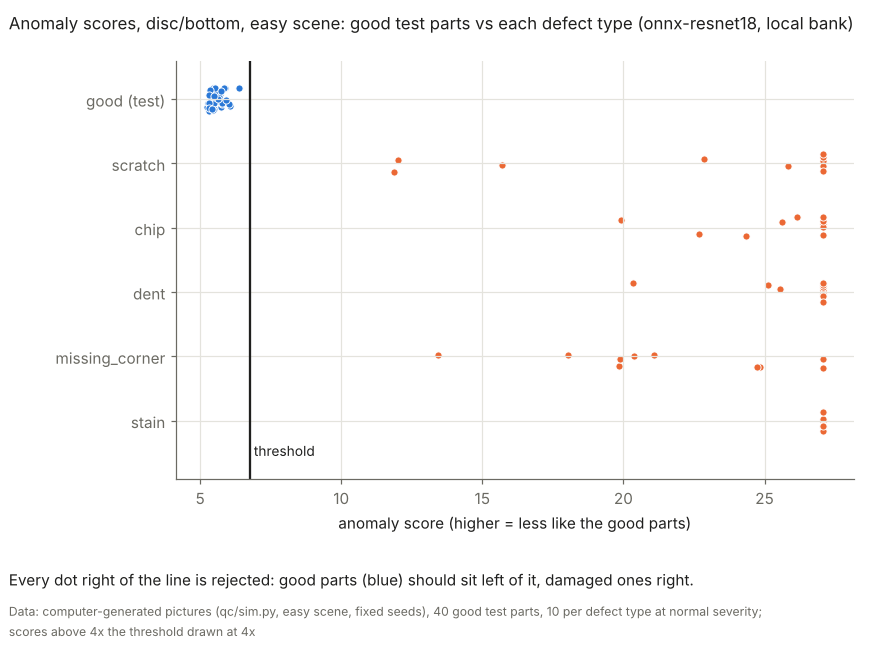 Anomaly scores, disc/bottom, easy scene: good test parts vs each defect type (onnx-resnet18, local bank)
good (test)
scratch
chip
dent
missing_corner
stain
threshold
5 10 15 20 25
anomaly score (higher = less like the good parts)
Every dot right of the line is rejected: good parts (blue) should sit left of it, damaged ones right.
Data: computer-generated pictures (qc/sim.py, easy scene, fixed seeds), 40 good test parts, 10 per defect type at normal severity;
scores above 4x the threshold drawn at 4x